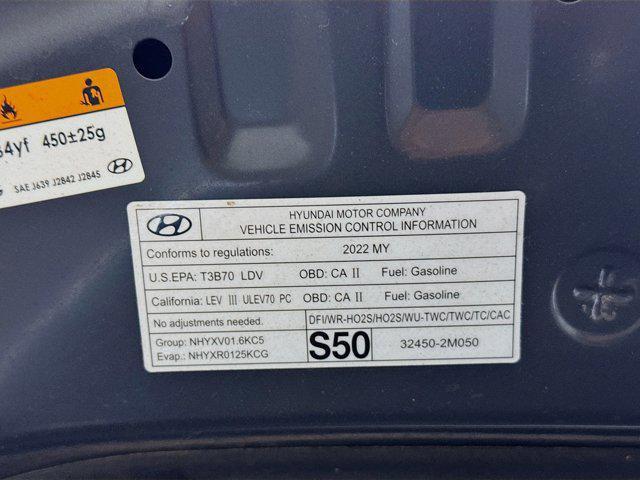 4yf 450±25g
SAE J639 J2842 J2845
HYUNDAI MOTOR COMPANY
VEHICLE EMISSION CONTROL INFORMATION
Conforms to regulations: 2022 MY
U.S.EPA: T3B70 LDV OBD: CA II Fuel: Gasoline
California: LEV III ULEV70 PC OBD: CA II Fuel: Gasoline
No adjustments needed. DFI/WR-HO2S/HO2S/WU-TWC/TWC/TC/CAC
Group: NHYXV01.6KC5
Evap.: NHYXR0125KCG
S50 32450-2M050